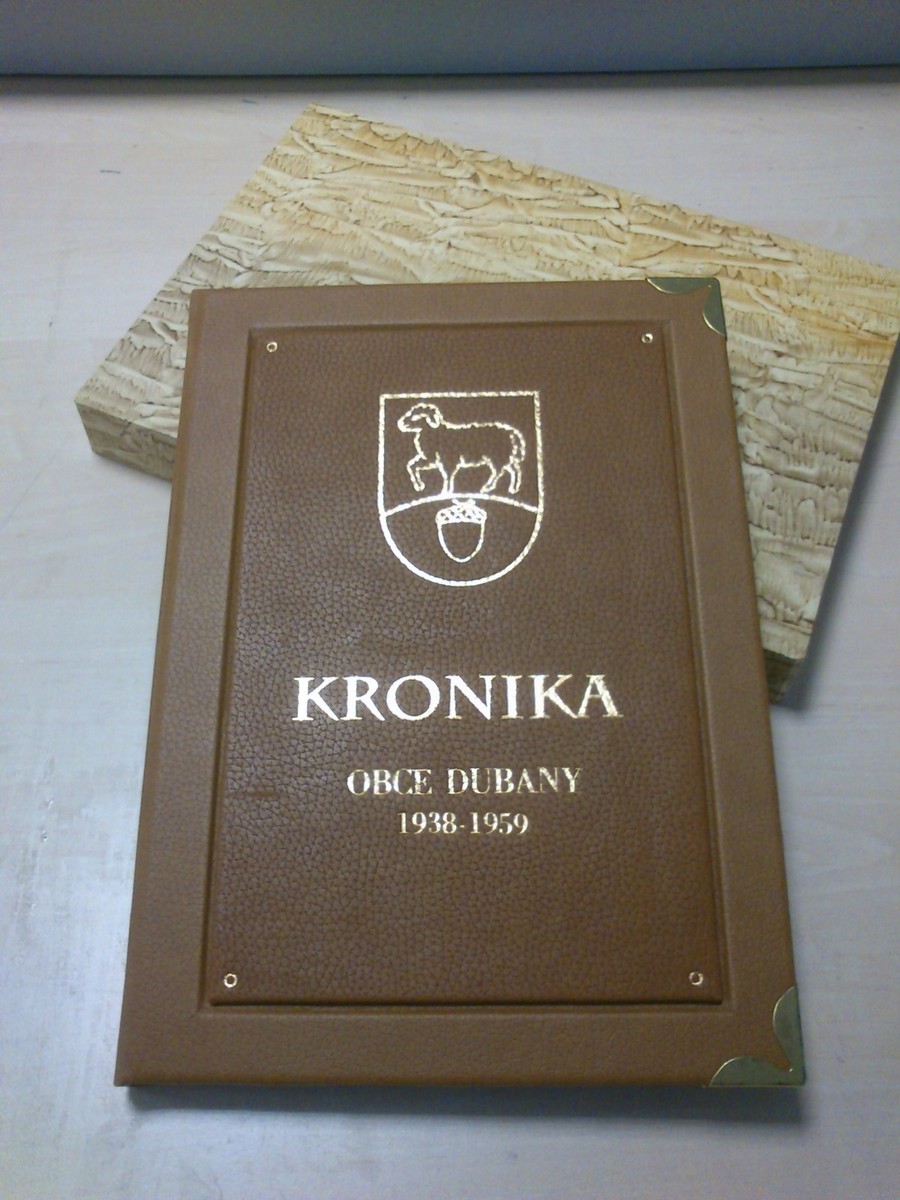 KRONIKA
OBCE DUBANY
1938-1959